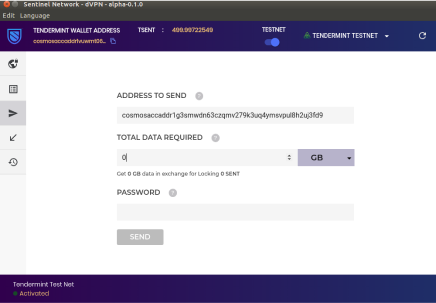 Sentinel Network - dVPN - alpha-0.1.0
Edit Language
TENDERMINT WALLET ADDRESS TSENT : 499.99722549 TESTNET
cosmosaccaddr1vuwmt06... TENDERMINT TESTNET
ADDRESS TO SEND ?
cosmosaccaddr1g3smwdn63czqmv279k3uq4ymsvpul8h2uj3fd9
TOTAL DATA REQUIRED ?
0 GB
Get 0 GB data in exchange for Locking 0 SENT
PASSWORD ?
SEND
Tendermint Test Net
Activated